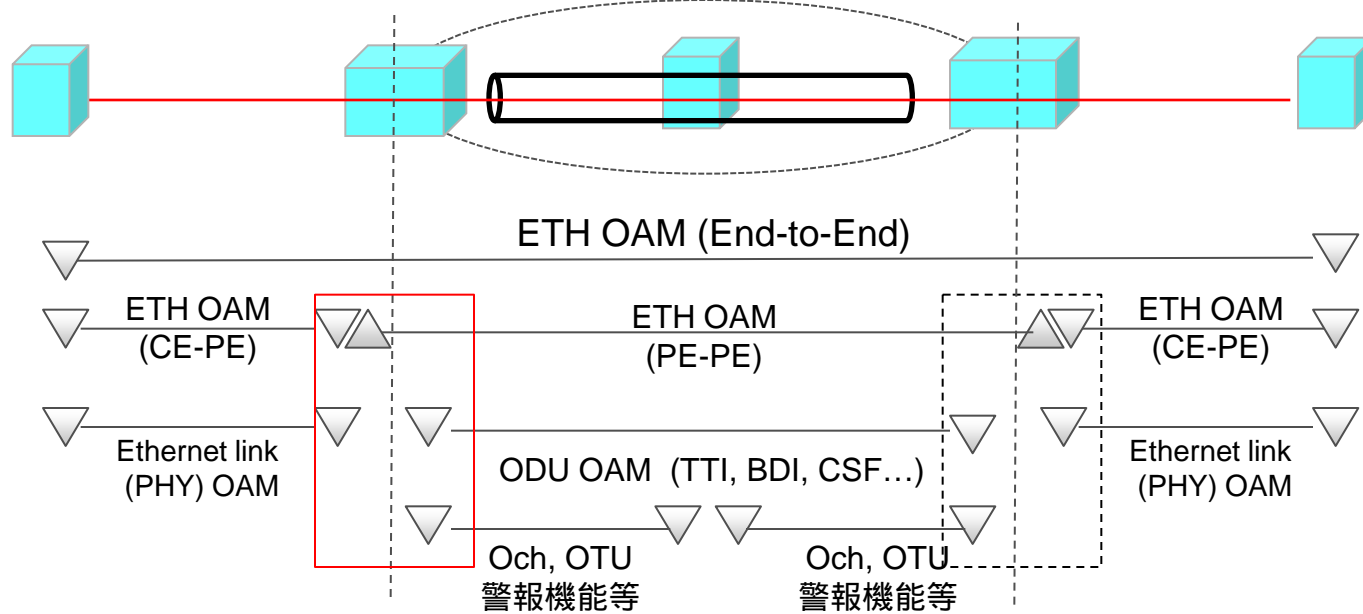 ETH OAM (End-to-End)
ETH OAM
(CE-PE)
ETH OAM
(PE-PE)
ETH OAM
(CE-PE)
Ethernet link
(PHY) OAM
ODU OAM (TTI, BDI, CSF…)
Ethernet link
(PHY) OAM
Och, OTU
警報機能等
Och, OTU
警報機能等